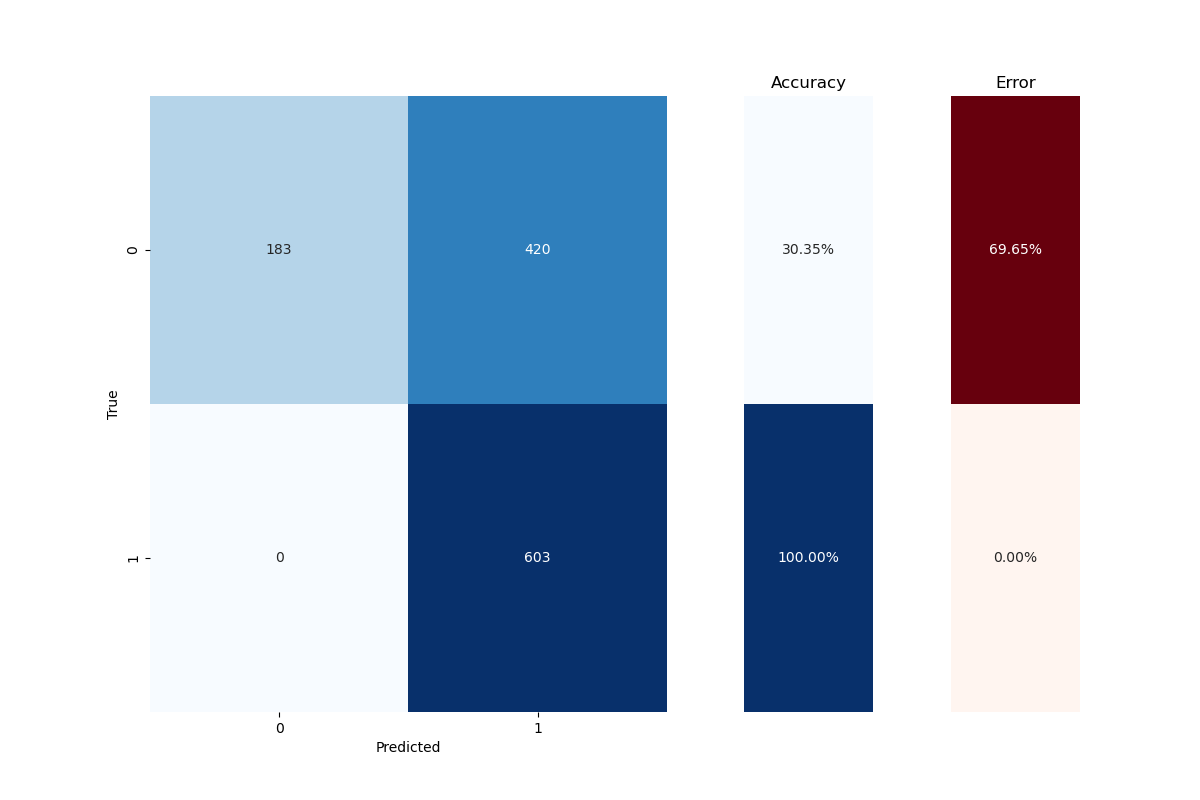 Accuracy Error
0 183 420 30.35% 69.65%
True
1 0 603 100.00% 0.00%
0 1
Predicted